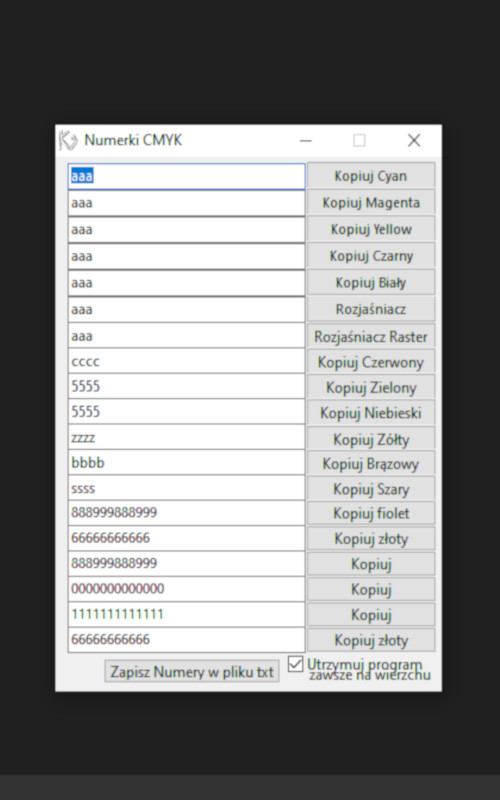 Numerki CMYK
aaa Kopiuj Cyan
aaa Kopiuj Magenta
aaa Kopiuj Yellow
aaa Kopiuj Czarny
aaa Kopiuj Biały
aaa Rozjaśniacz
aaa Rozjaśniacz Raster
cccc Kopiuj Czerwony
5555 Kopiuj Zielony
5555 Kopiuj Niebieski
zzzz Kopiuj Zółty
bbbb Kopiuj Brązowy
ssss Kopiuj Szary
888999888999 Kopiuj fiolet
66666666666 Kopiuj złoty
888999888999 Kopiuj
0000000000000 Kopiuj
1111111111111 Kopiuj
66666666666 Kopiuj złoty
Zapisz Numery w pliku txt Utrzymuj program
zawsze na wierzchu